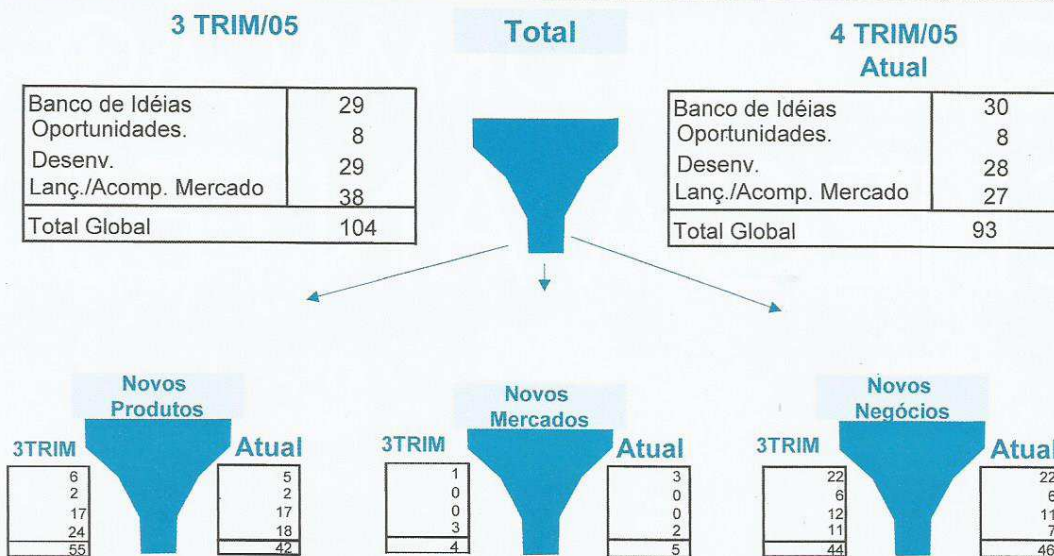 3 TRIM/05
Total
4 TRIM/05
Atual
Banco de Idéias 29
Oportunidades. 8
Desenv. 29
Lanç./Acomp. Mercado 38
Total Global 104
Banco de Idéias 30
Oportunidades. 8
Desenv. 28
Lanç./Acomp. Mercado 27
Total Global 93
Novos
Produtos
3TRIM
Atual
6
2
17
24
55
5
2
17
18
42
Novos
Mercados
3TRIM
Atual
1
0
0
3
4
3
0
0
2
5
Novos
Negócios
3TRIM
Atual
22
6
12
11
44
22
6
11
7
46